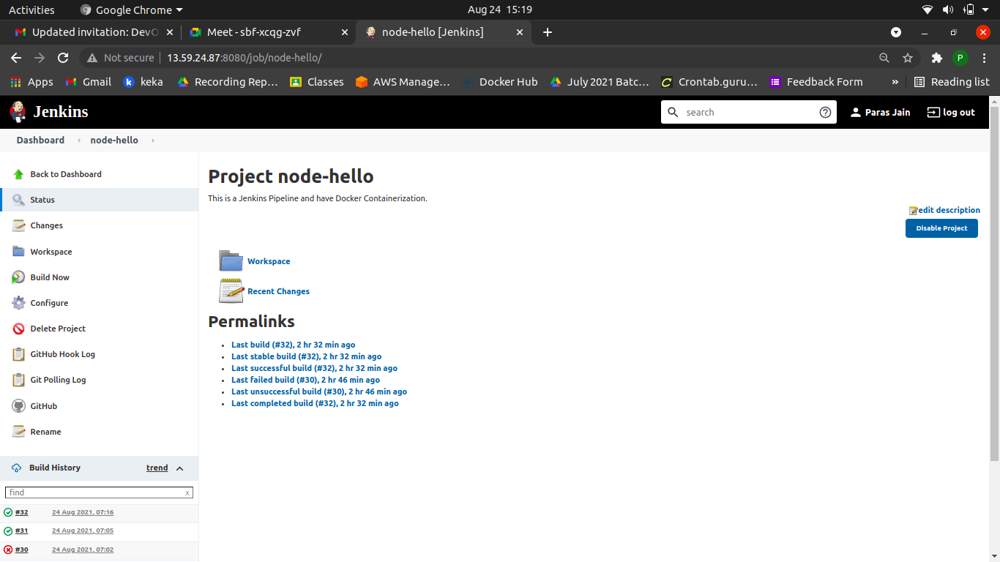 Activities Google Chrome Aug 24 15:19
Updated invitation: DevO Meet - sbf-xcqg-zvf node-hello [Jenkins]
Not secure 13.59.24.87:8080/job/node-hello/ P
Apps Gmail keka Recording Rep… Classes AWS Manage… Docker Hub July 2021 Batc… Crontab.guru… Feedback Form » Reading list
Jenkins search Paras Jain log out
Dashboard node-hello
Back to Dashboard
Status
Changes
Workspace
Build Now
Configure
Delete Project
GitHub Hook Log
Git Polling Log
GitHub
Rename
Build History trend
find x
#32 24 Aug 2021, 07:16
#31 24 Aug 2021, 07:05
#30 24 Aug 2021, 07:02
Project node-hello
This is a Jenkins Pipeline and have Docker Containerization.
edit description
Disable Project
Workspace
Recent Changes
Permalinks
Last build (#32), 2 hr 32 min ago
Last stable build (#32), 2 hr 32 min ago
Last successful build (#32), 2 hr 32 min ago
Last failed build (#30), 2 hr 46 min ago
Last unsuccessful build (#30), 2 hr 46 min ago
Last completed build (#32), 2 hr 32 min ago